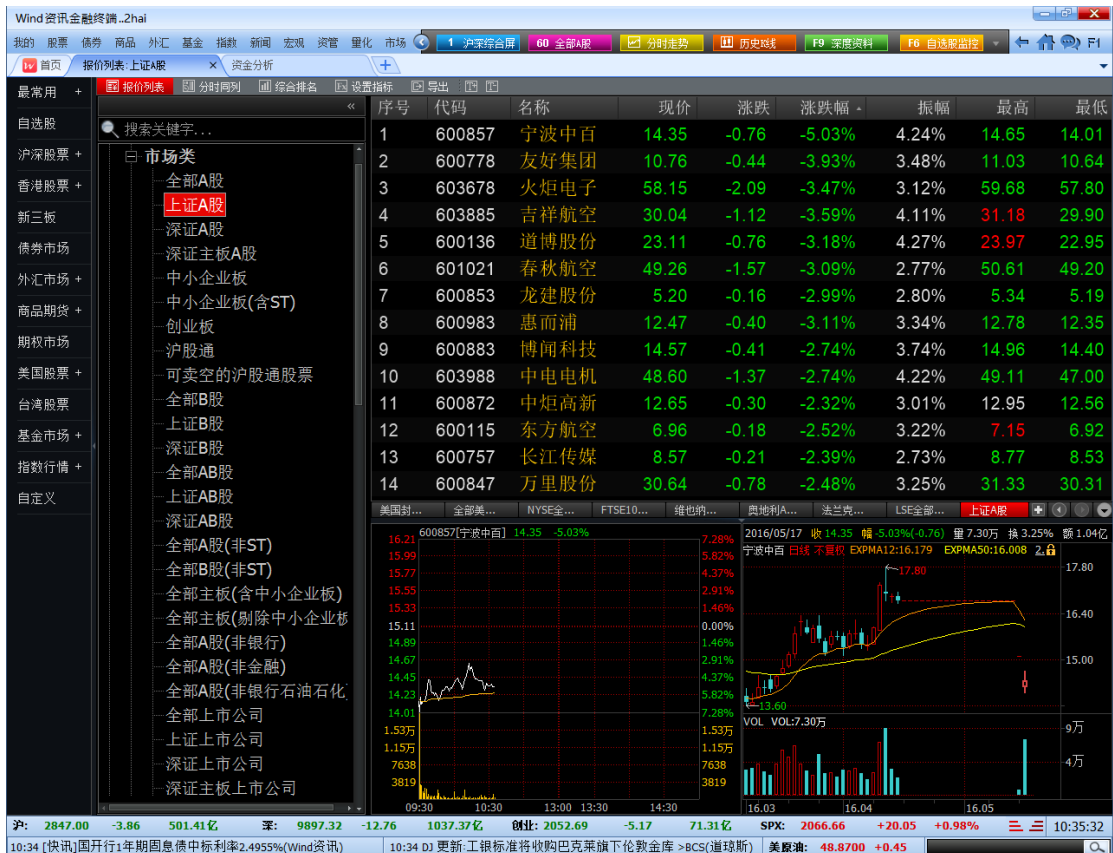 Wind资讯金融终端..2hai
我的 股票 债券 商品 外汇 基金 指数 新闻 宏观 资管 量化 市场 1 沪深综合屏 60 全部A股 分时走势 历史K线 F9 深度资料 F6 自选股监控 F1
W 首页 报价列表:上证A股 × 资金分析 +
报价列表 分时同列 综合排名 设置指标 导出
最常用 +
自选股
沪深股票 +
香港股票 +
新三板
债券市场
外汇市场 +
商品期货 +
期权市场
美国股票 +
台湾股票
基金市场 +
指数行情 +
自定义
«
搜索关键字...
市场类
全部A股
上证A股
深证A股
深证主板A股
中小企业板
中小企业板(含ST)
创业板
沪股通
可卖空的沪股通股票
全部B股
上证B股
深证B股
全部AB股
上证AB股
深证AB股
全部A股(非ST)
全部B股(非ST)
全部主板(含中小企业板)
全部主板(剔除中小企业板
全部A股(非银行)
全部A股(非金融)
全部A股(非银行石油石化)
全部上市公司
上证上市公司
深证上市公司
深证主板上市公司
序号 代码 名称 现价 涨跌 涨跌幅 振幅 最高 最低
1 600857 宁波中百 14.35 -0.76 -5.03% 4.24% 14.65 14.01
2 600778 友好集团 10.76 -0.44 -3.93% 3.48% 11.03 10.64
3 603678 火炬电子 58.15 -2.09 -3.47% 3.12% 59.68 57.80
4 603885 吉祥航空 30.04 -1.12 -3.59% 4.11% 31.18 29.90
5 600136 道博股份 23.11 -0.76 -3.18% 4.27% 23.97 22.95
6 601021 春秋航空 49.26 -1.57 -3.09% 2.77% 50.61 49.20
7 600853 龙建股份 5.20 -0.16 -2.99% 2.80% 5.34 5.19
8 600983 惠而浦 12.47 -0.40 -3.11% 3.34% 12.78 12.35
9 600883 博闻科技 14.57 -0.41 -2.74% 3.74% 14.96 14.40
10 603988 中电电机 48.60 -1.37 -2.74% 4.22% 49.11 47.00
11 600872 中炬高新 12.65 -0.30 -2.32% 3.01% 12.95 12.56
12 600115 东方航空 6.96 -0.18 -2.52% 3.22% 7.15 6.92
13 600757 长江传媒 8.57 -0.21 -2.39% 2.73% 8.77 8.53
14 600847 万里股份 30.64 -0.78 -2.48% 3.25% 31.33 30.31
美国封... 全部美... NYSE全... FTSE10... 维也纳... 奥地利A... 法兰克... LSE全部... 上证A股
600857[宁波中百] 14.35 -5.03%
16.21 7.28%
15.99 5.82%
15.77 4.37%
15.55 2.91%
15.33 1.46%
15.11 0.00%
14.89 1.46%
14.67 2.91%
14.45 4.37%
14.23 5.82%
14.01 7.28%
1.53万 1.53万
1.15万 1.15万
7638 7638
3819 3819
09:30 10:30 13:00 13:30 14:30
2016/05/17 收 14.35 幅 -5.03%(-0.76) 量 7.30万 换 3.25% 额 1.04亿
宁波中百 日线 不复权 EXPMA12:16.179 EXPMA50:16.008 2.
17.80
17.80
16.40
15.00
13.60
VOL VOL:7.30万
9万
4万
16.03 16.04 16.05
沪: 2847.00 -3.86 501.41亿 深: 9897.32 -12.76 1037.37亿 创业: 2052.69 -5.17 71.31亿 SPX: 2066.66 +20.05 +0.98% 10:35:32
10:34 [快讯]国开行1年期固息债中标利率2.4955%(Wind资讯) 10:34 DJ 更新:工银标准将收购巴克莱旗下伦敦金库 >BCS(道琼斯) 美原油: 48.8700 +0.45